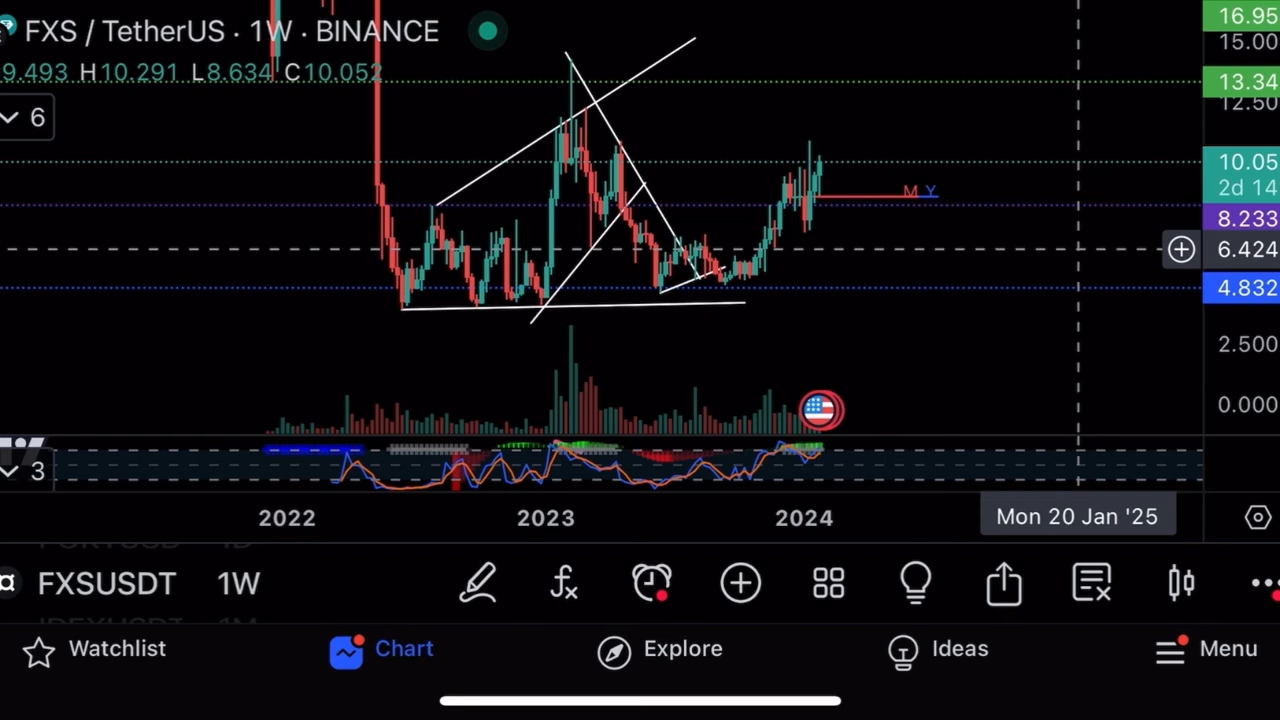 FXS / TetherUS · 1W · BINANCE
9.493 H10.291 L8.634 C10.052
6
16.95
15.00
13.34
12.50
10.05
2d 14
M Y
8.233
6.424
4.832
2.500
0.000
3
2022 2023 2024 Mon 20 Jan '25
FXSUSDT 1W
Watchlist Chart Explore Ideas Menu